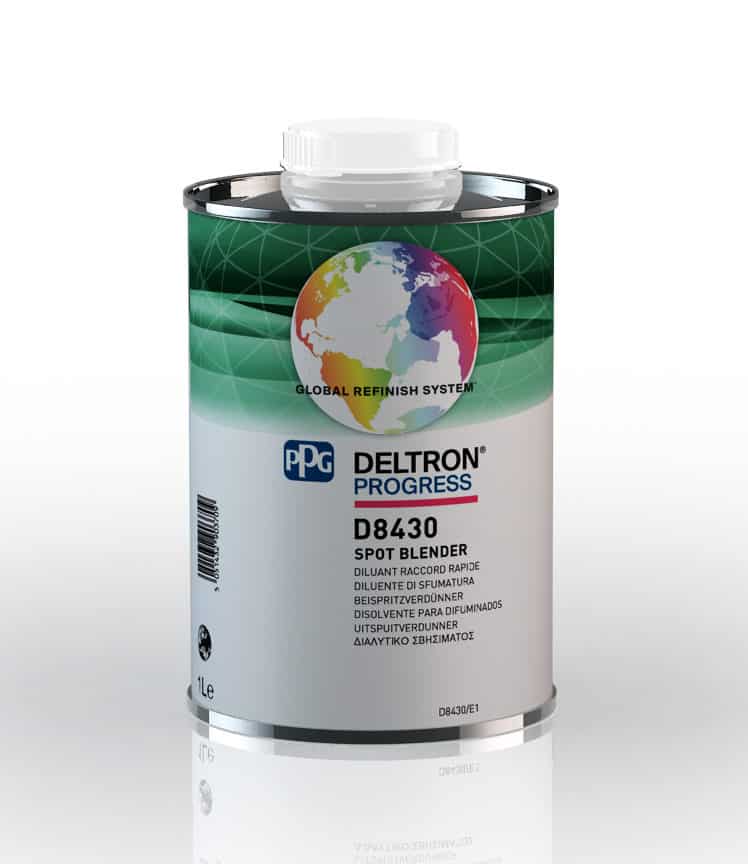 GLOBAL REFINISH SYSTEM™
PPG
DELTRON®
PROGRESS
D8430
SPOT BLENDER
DILUANT RACCORD RAPIDE
DILUENTE DI SFUMATURA
BEISPRITZVERDÜNNER
DISOLVENTE PARA DIFUMINADOS
UITSPUITVERDUNNER
ΔΙΑΛΥΤΙΚΟ ΣΒΗΣΙΜΑΤΟΣ
1Le
D8430/E1